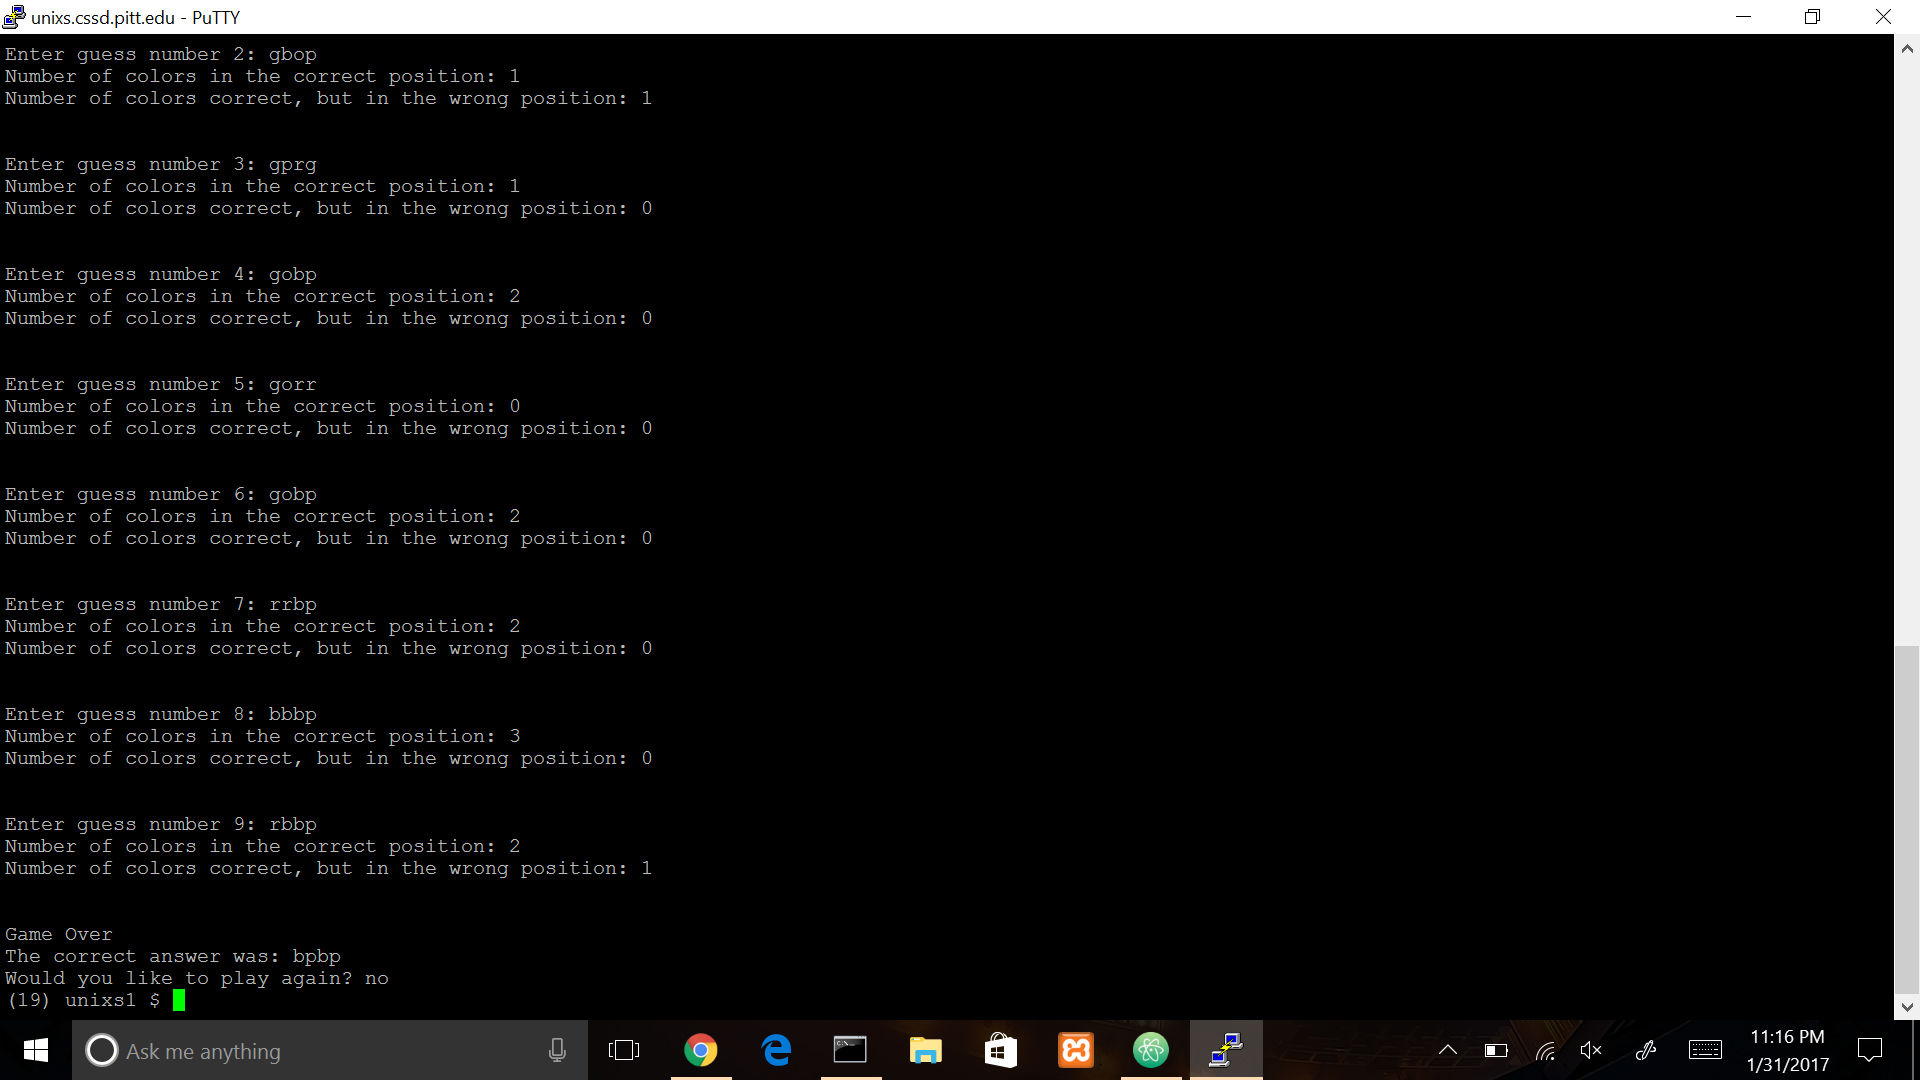 unixs.cssd.pitt.edu - PuTTY
Enter guess number 2: gbop
Number of colors in the correct position: 1
Number of colors correct, but in the wrong position: 1
Enter guess number 3: gprg
Number of colors in the correct position: 1
Number of colors correct, but in the wrong position: 0
Enter guess number 4: gobp
Number of colors in the correct position: 2
Number of colors correct, but in the wrong position: 0
Enter guess number 5: gorr
Number of colors in the correct position: 0
Number of colors correct, but in the wrong position: 0
Enter guess number 6: gobp
Number of colors in the correct position: 2
Number of colors correct, but in the wrong position: 0
Enter guess number 7: rrbp
Number of colors in the correct position: 2
Number of colors correct, but in the wrong position: 0
Enter guess number 8: bbbp
Number of colors in the correct position: 3
Number of colors correct, but in the wrong position: 0
Enter guess number 9: rbbp
Number of colors in the correct position: 2
Number of colors correct, but in the wrong position: 1
Game Over
The correct answer was: bpbp
Would you like to play again? no
(19) unixs1 $
Ask me anything
11:16 PM
1/31/2017